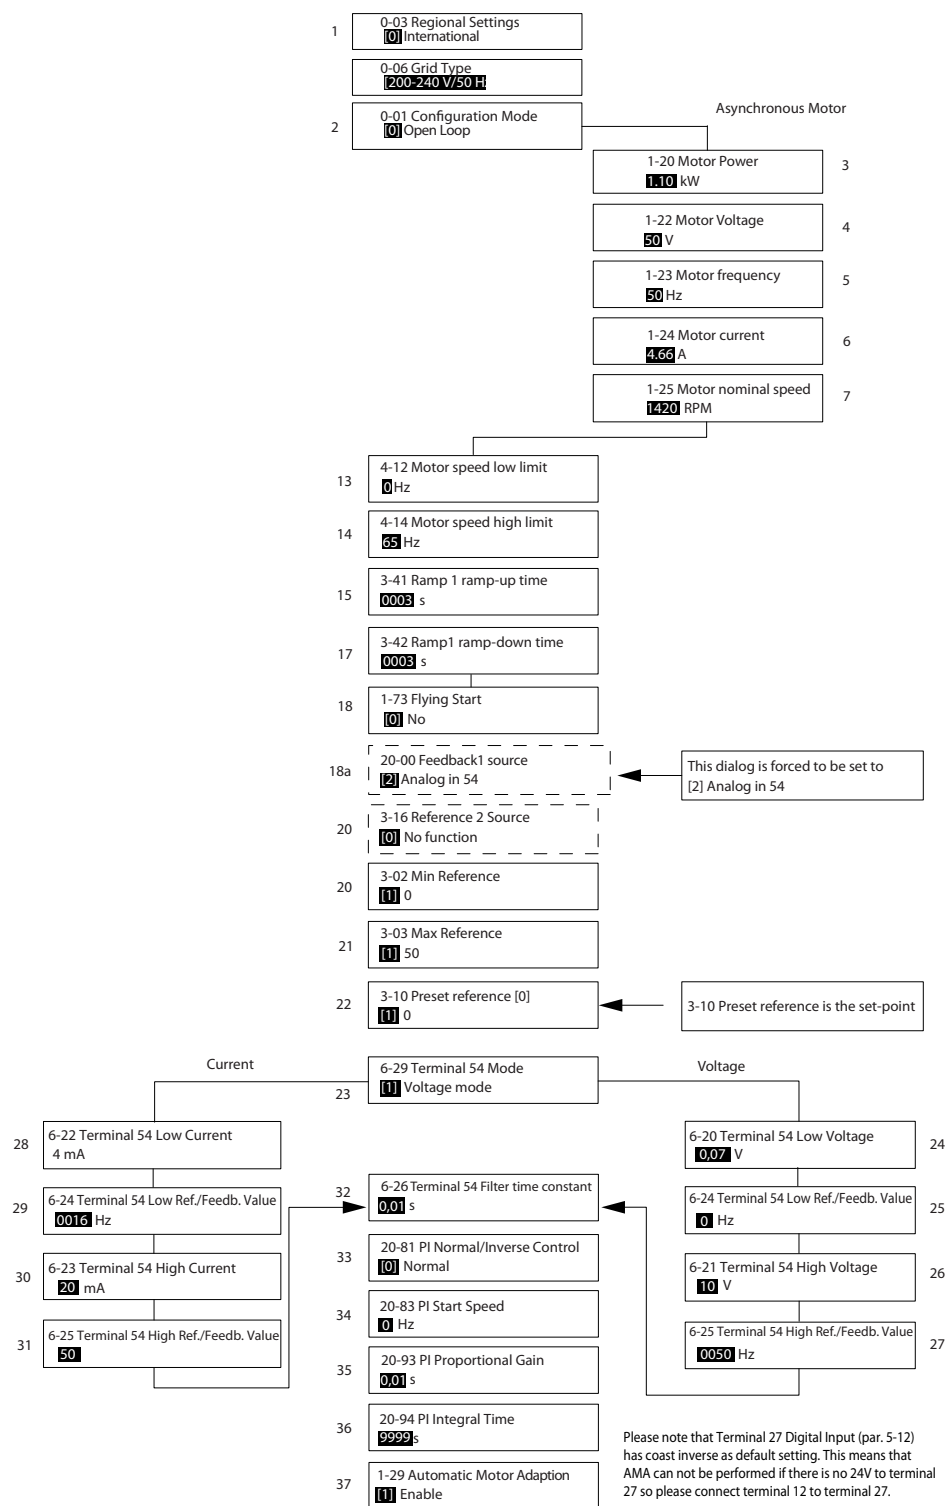 1
0-03 Regional Settings
[0] International
0-06 Grid Type
[200-240 V/50 Hz
2
0-01 Configuration Mode
[0] Open Loop
Asynchronous Motor
1-20 Motor Power
1.10 kW
3
1-22 Motor Voltage
50 V
4
1-23 Motor frequency
50 Hz
5
1-24 Motor current
4.66 A
6
1-25 Motor nominal speed
1420 RPM
7
13
4-12 Motor speed low limit
0 Hz
14
4-14 Motor speed high limit
65 Hz
15
3-41 Ramp 1 ramp-up time
0003 s
17
3-42 Ramp1 ramp-down time
0003 s
18
1-73 Flying Start
[0] No
18a
20-00 Feedback1 source
[2] Analog in 54
This dialog is forced to be set to
[2] Analog in 54
20
3-16 Reference 2 Source
[0] No function
20
3-02 Min Reference
[1] 0
21
3-03 Max Reference
[1] 50
22
3-10 Preset reference [0]
[1] 0
3-10 Preset reference is the set-point
Current
23
6-29 Terminal 54 Mode
[1] Voltage mode
Voltage
28
6-22 Terminal 54 Low Current
4 mA
29
6-24 Terminal 54 Low Ref./Feedb. Value
0016 Hz
30
6-23 Terminal 54 High Current
20 mA
31
6-25 Terminal 54 High Ref./Feedb. Value
50
6-20 Terminal 54 Low Voltage
0,07 V
24
6-24 Terminal 54 Low Ref./Feedb. Value
0 Hz
25
6-21 Terminal 54 High Voltage
10 V
26
6-25 Terminal 54 High Ref./Feedb. Value
0050 Hz
27
32
6-26 Terminal 54 Filter time constant
0,01 s
33
20-81 PI Normal/Inverse Control
[0] Normal
34
20-83 PI Start Speed
0 Hz
35
20-93 PI Proportional Gain
0,01 s
36
20-94 PI Integral Time
9999 s
37
1-29 Automatic Motor Adaption
[1] Enable
Please note that Terminal 27 Digital Input (par. 5-12)
has coast inverse as default setting. This means that
AMA can not be performed if there is no 24V to terminal
27 so please connect terminal 12 to terminal 27.